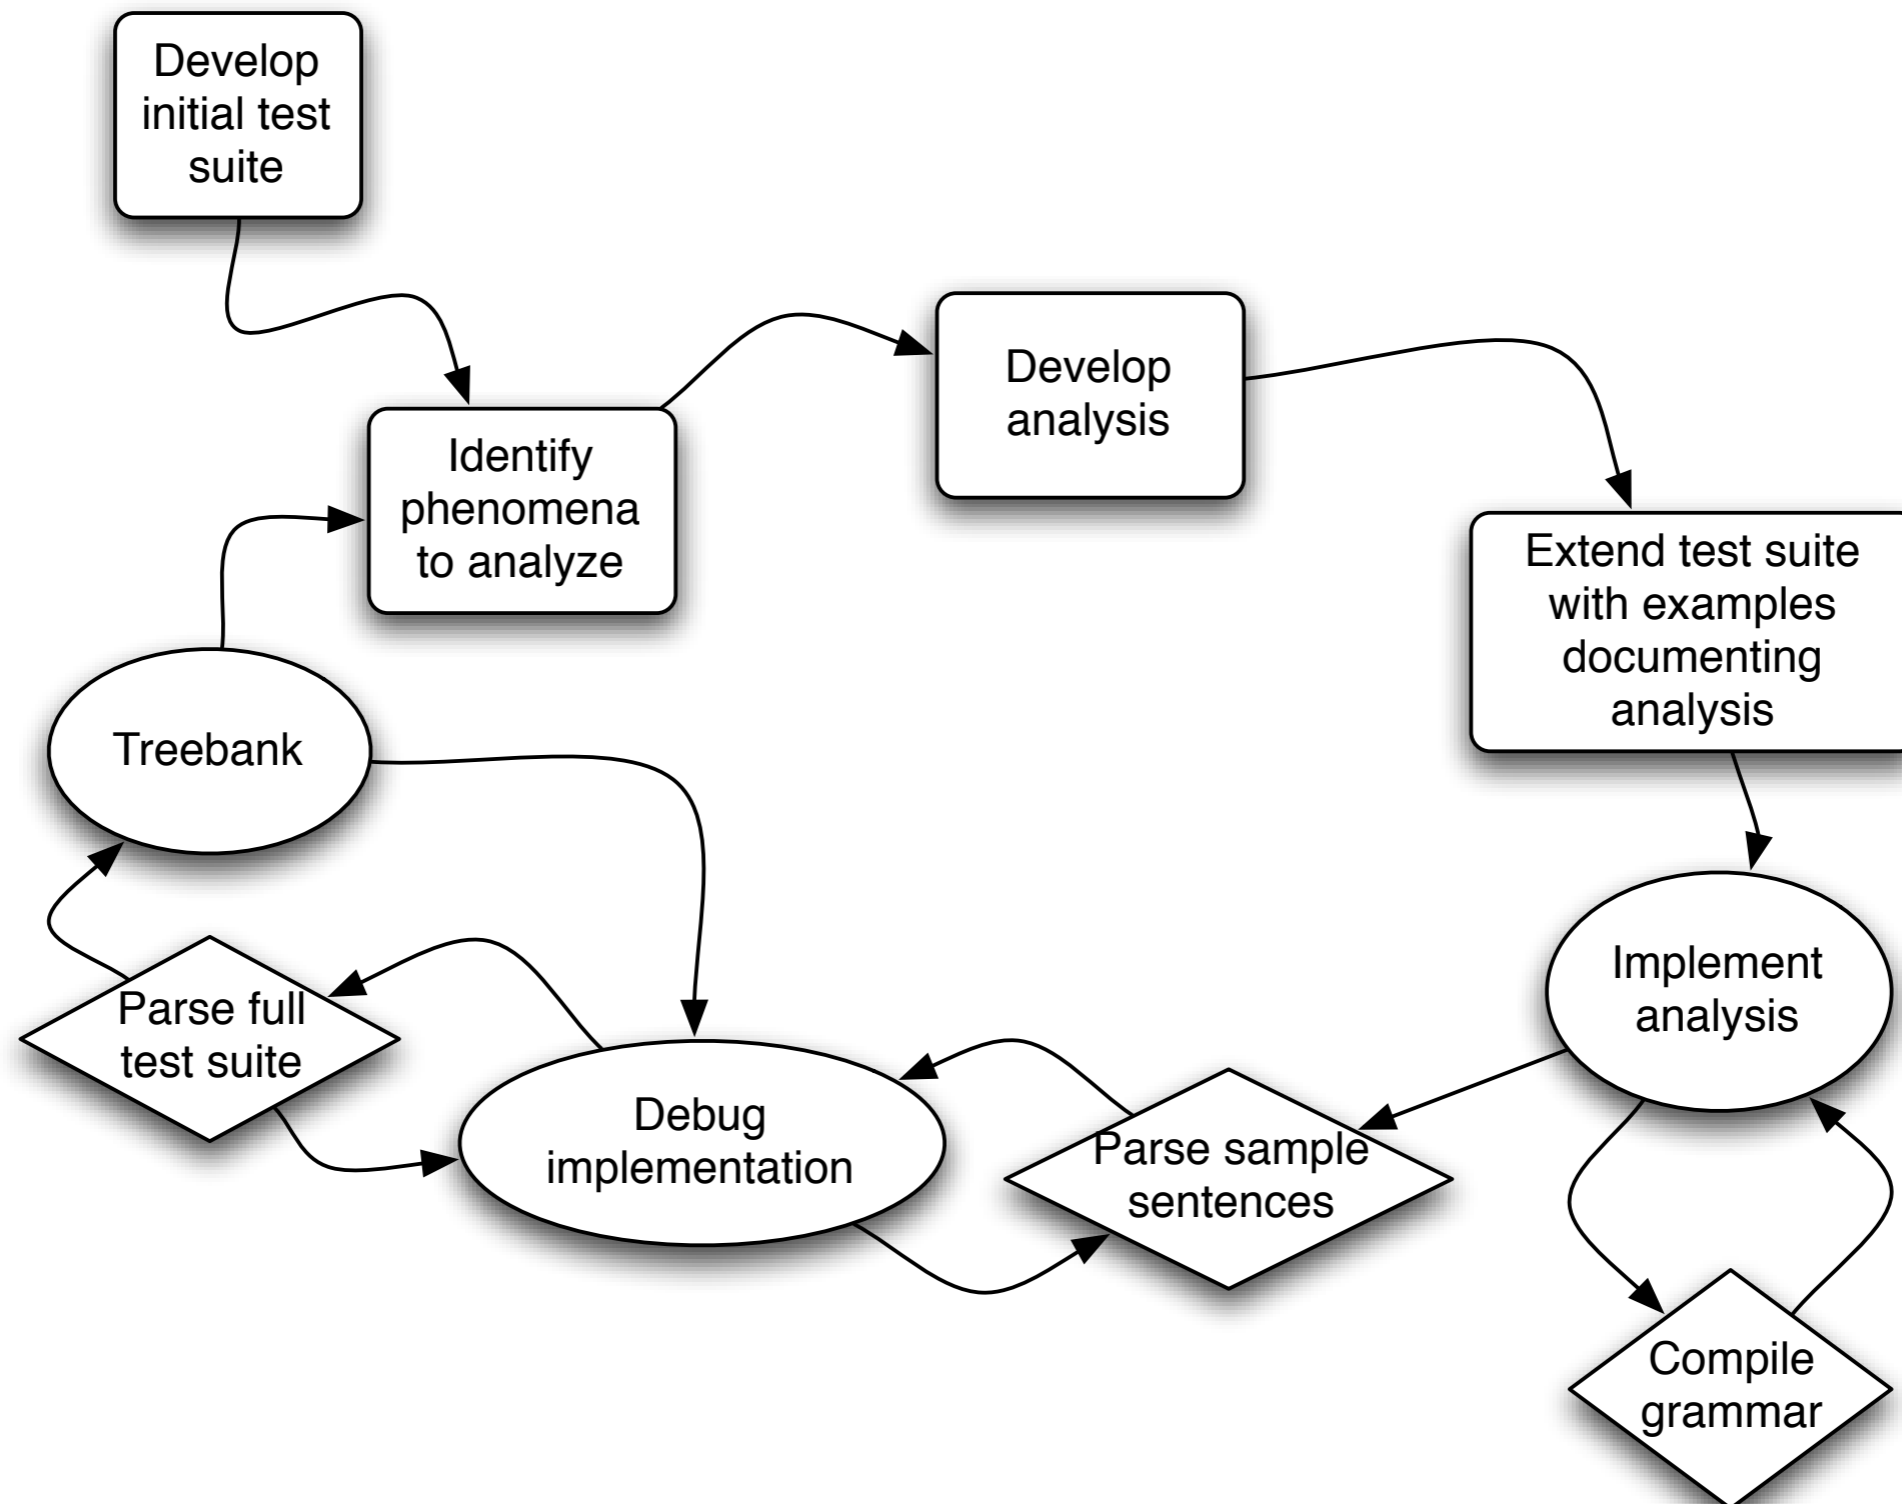 Develop
initial test
suite
Identify
phenomena
to analyze
Develop
analysis
Extend test suite
with examples
documenting
analysis
Treebank
Implement
analysis
Parse full
test suite
Debug
implementation
Parse sample
sentences
Compile
grammar